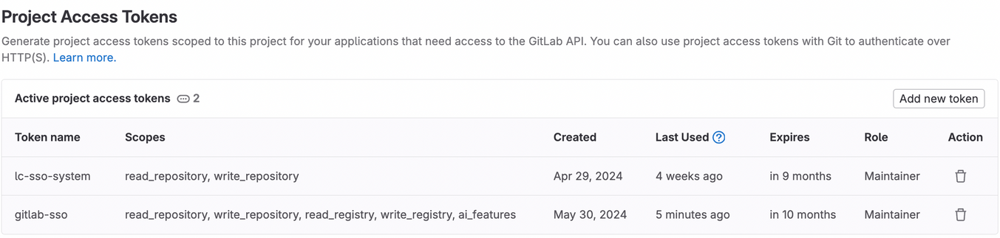 Project Access Tokens
Generate project access tokens scoped to this project for your applications that need access to the GitLab API. You can also use project access tokens with Git to authenticate over
HTTP(S). Learn more.
Active project access tokens 2
Add new token
Token name Scopes Created Last Used ? Expires Role Action
lc-sso-system read_repository, write_repository Apr 29, 2024 4 weeks ago in 9 months Maintainer
gitlab-sso read_repository, write_repository, read_registry, write_registry, ai_features May 30, 2024 5 minutes ago in 10 months Maintainer